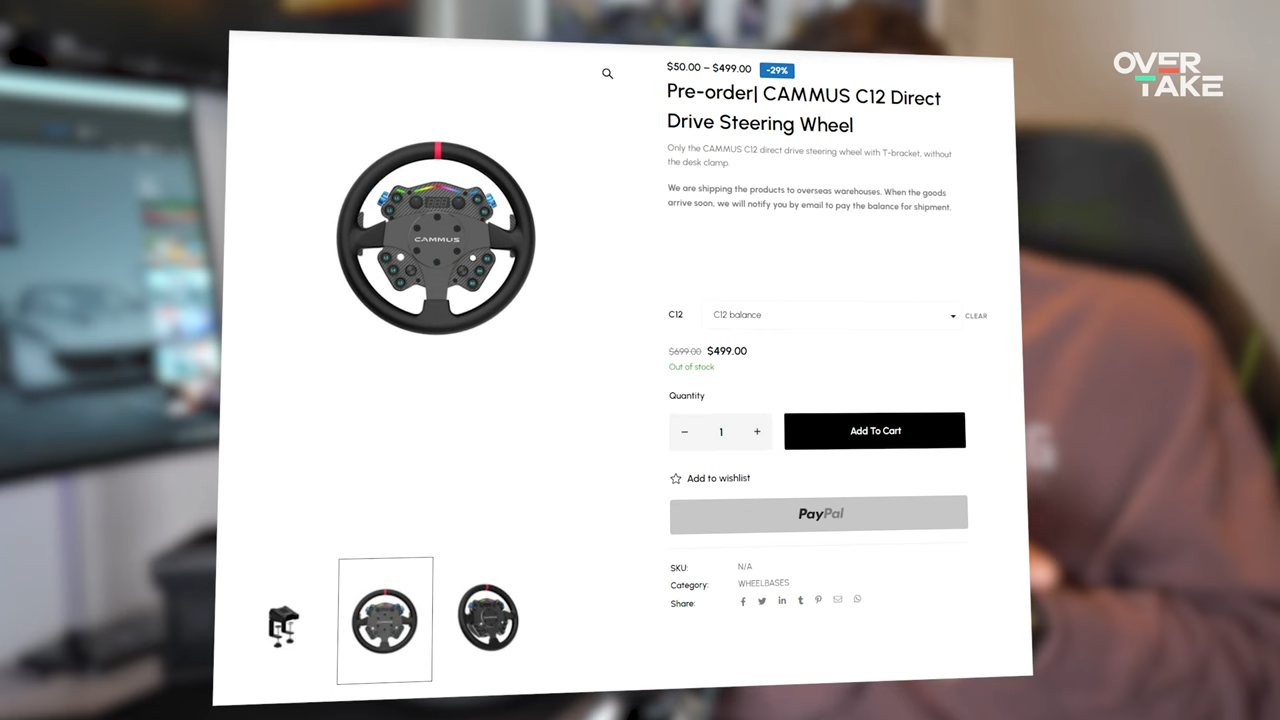 OVER
TAKE
$50.00 – $499.00 -29%
Pre-order| CAMMUS C12 Direct
Drive Steering Wheel
Only the CAMMUS C12 direct drive steering wheel with T-bracket, without
the desk clamp.
We are shipping the products to overseas warehouses. When the goods
arrive soon, we will notify you by email to pay the balance for shipment.
CAMMUS
C12 C12 balance CLEAR
$699.00 $499.00
Out of stock
Quantity
− 1 + Add To Cart
Add to wishlist
PayPal
SKU: N/A
Category: WHEELBASES
Share: